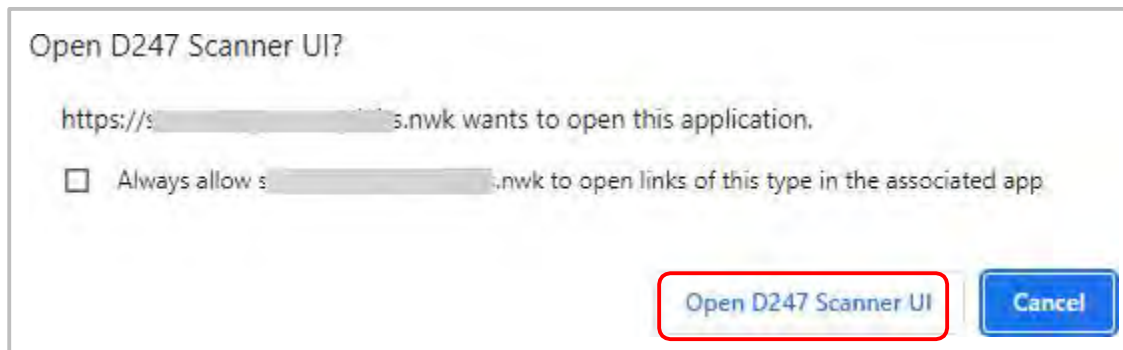 Open D247 Scanner UI?
https://s s.nwk wants to open this application.
Always allow s .nwk to open links of this type in the associated app
Open D247 Scanner UI
Cancel